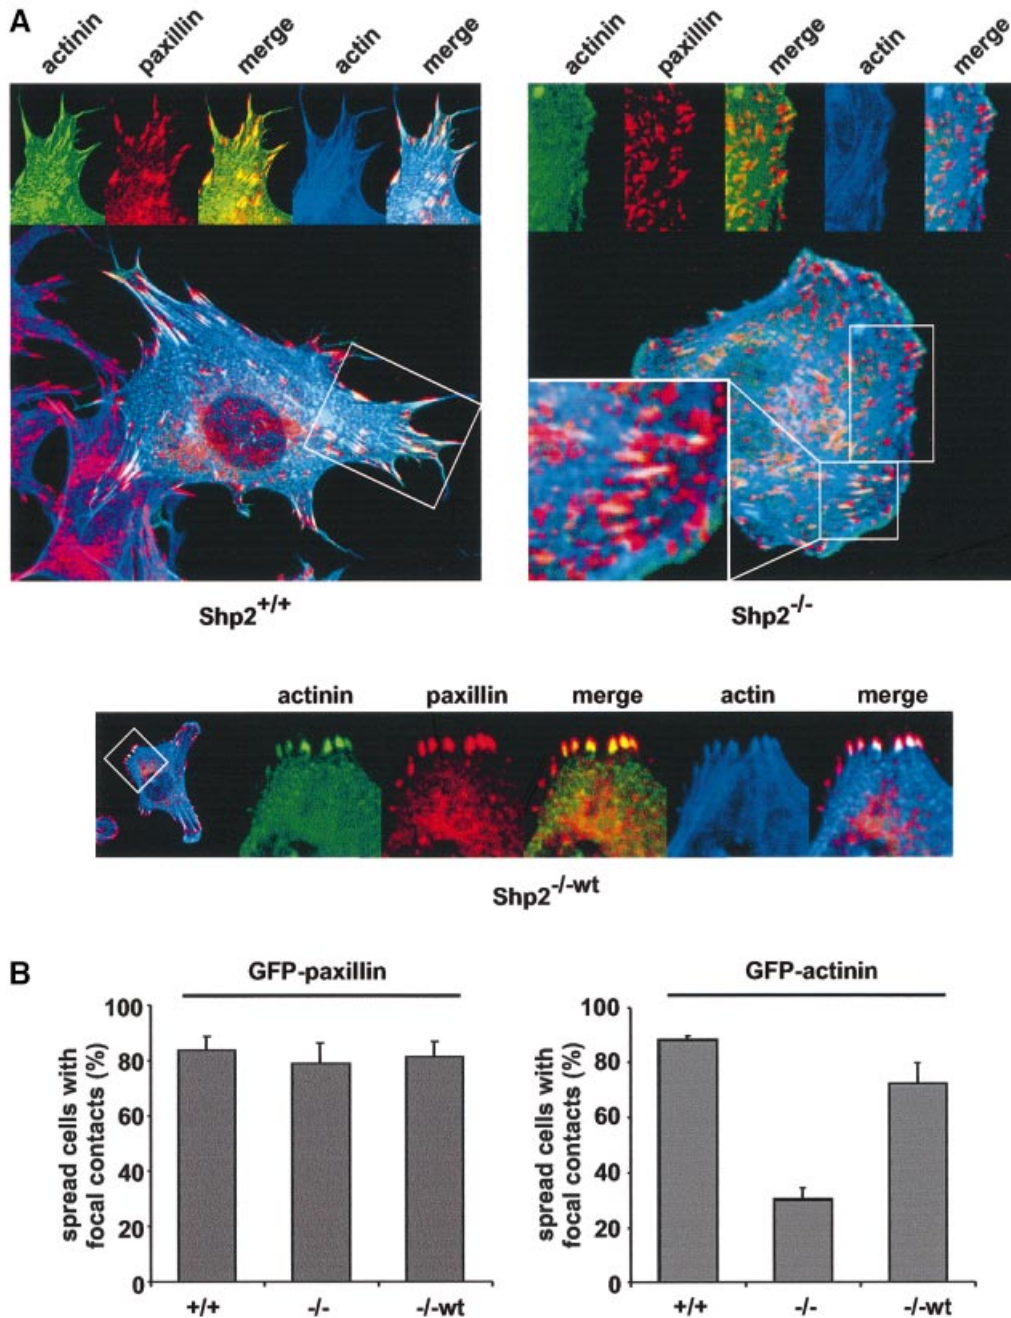 A
actinin paxillin merge actin merge
actinin paxillin merge actin merge
Shp2+/+
Shp2-/-
actinin paxillin merge actin merge
Shp2-/-wt
B
GFP-paxillin
spread cells with
focal contacts (%)
100
80
60
40
20
0
+/+ -/- -/-wt
GFP-actinin
spread cells with
focal contacts (%)
100
80
60
40
20
0
+/+ -/- -/-wt